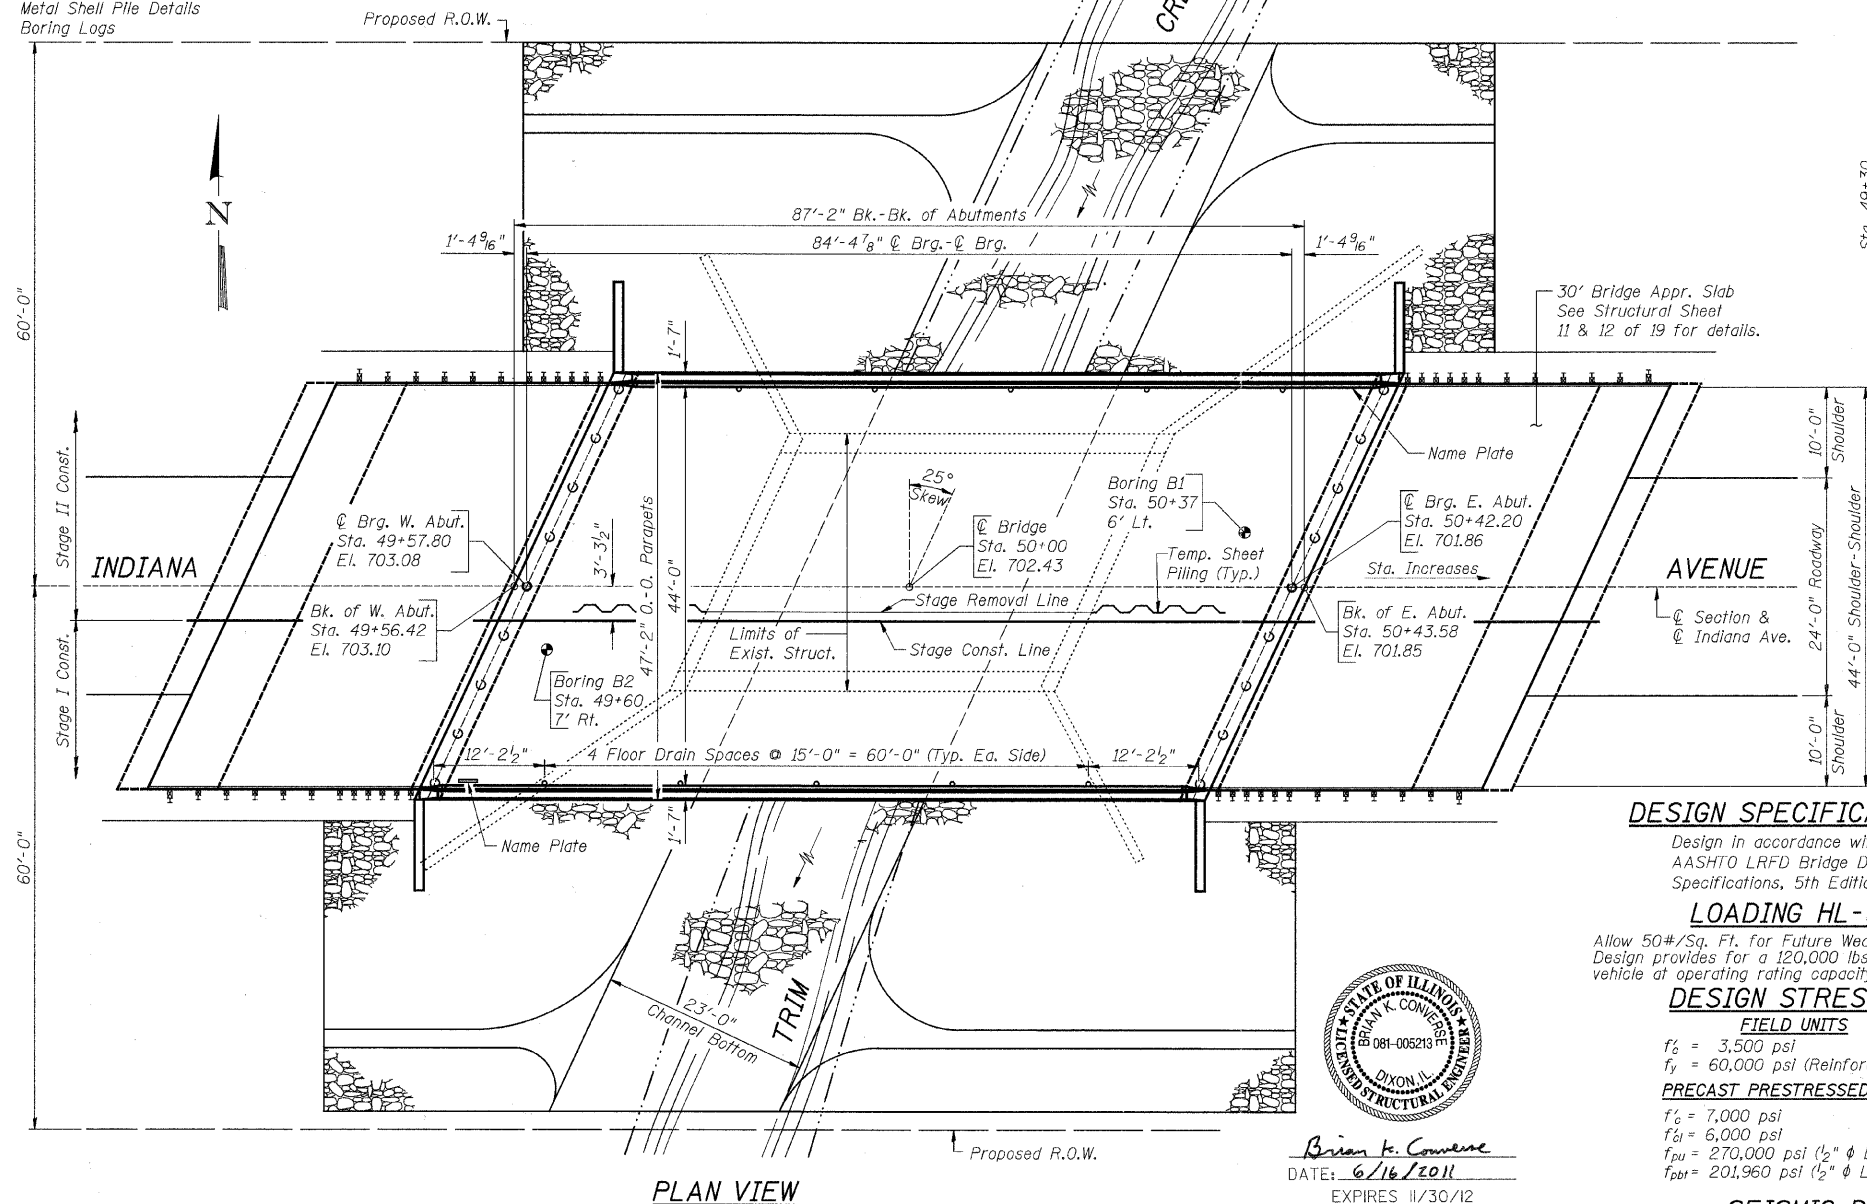 Metal Shell Pile Details
Boring Logs
Proposed R.O.W.
60'-0"
N
87'-2" Bk.-Bk. of Abutments
1'-4 9/16"
84'-4 7/8" ℄ Brg.-℄ Brg.
1'-4 9/16"
Sta. 49+30
30' Bridge Appr. Slab
See Structural Sheet
11 & 12 of 19 for details.
1'-7"
Name Plate
10'-0"
Shoulder
Stage II Const.
25°
Skew
Boring B1
Sta. 50+37
6' Lt.
℄ Brg. W. Abut.
Sta. 49+57.80
El. 703.08
3'-3 1/2"
47'-2" O.-O. Parapets
44'-0"
℄ Bridge
Sta. 50+00
El. 702.43
℄ Brg. E. Abut.
Sta. 50+42.20
El. 701.86
Temp. Sheet
Piling (Typ.)
Sta. Increases
INDIANA
AVENUE
24'-0" Roadway
44'-0" Shoulder-Shoulder
Stage Removal Line
Bk. of W. Abut.
Sta. 49+56.42
El. 703.10
Bk. of E. Abut.
Sta. 50+43.58
El. 701.85
℄ Section &
℄ Indiana Ave.
Limits of
Exist. Struct.
Stage Const. Line
Stage I Const.
Boring B2
Sta. 49+60
7' Rt.
10'-0"
Shoulder
12'-2 1/2"
4 Floor Drain Spaces @ 15'-0" = 60'-0" (Typ. Ea. Side)
12'-2 1/2"
60'-0"
Name Plate
1'-7"
23'-0"
Channel Bottom
TRIM
Proposed R.O.W.
PLAN VIEW
STATE OF ILLINOIS
BRIAN K. CONVERSE
081-005213
DIXON, IL.
LICENSED STRUCTURAL ENGINEER
Brian K. Converse
DATE: 6/16/2011
EXPIRES 11/30/12
DESIGN SPECIFICA
Design in accordance wi
AASHTO LRFD Bridge D
Specifications, 5th Editi
LOADING HL-
Allow 50#/Sq. Ft. for Future Wea
Design provides for a 120,000 lbs
vehicle at operating rating capacity
DESIGN STRES
FIELD UNITS
f'c = 3,500 psi
fy = 60,000 psi (Reinfor
PRECAST PRESTRESSED
f'c = 7,000 psi
f'ci = 6,000 psi
fpu = 270,000 psi (1/2" φ L
fpbt = 201,960 psi (1/2" φ L